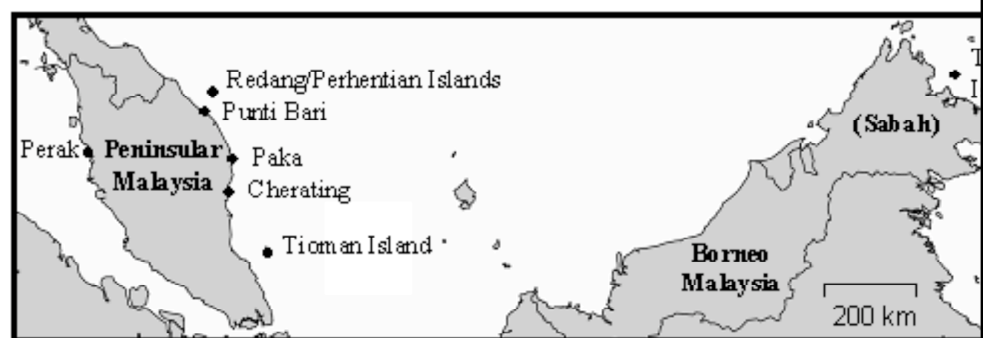 Redang/Perhentian Islands
Punti Bari
Perak
Peninsular
Malaysia
Paka
Cherating
Tioman Island
(Sabah)
Borneo
Malaysia
200 km
T
I